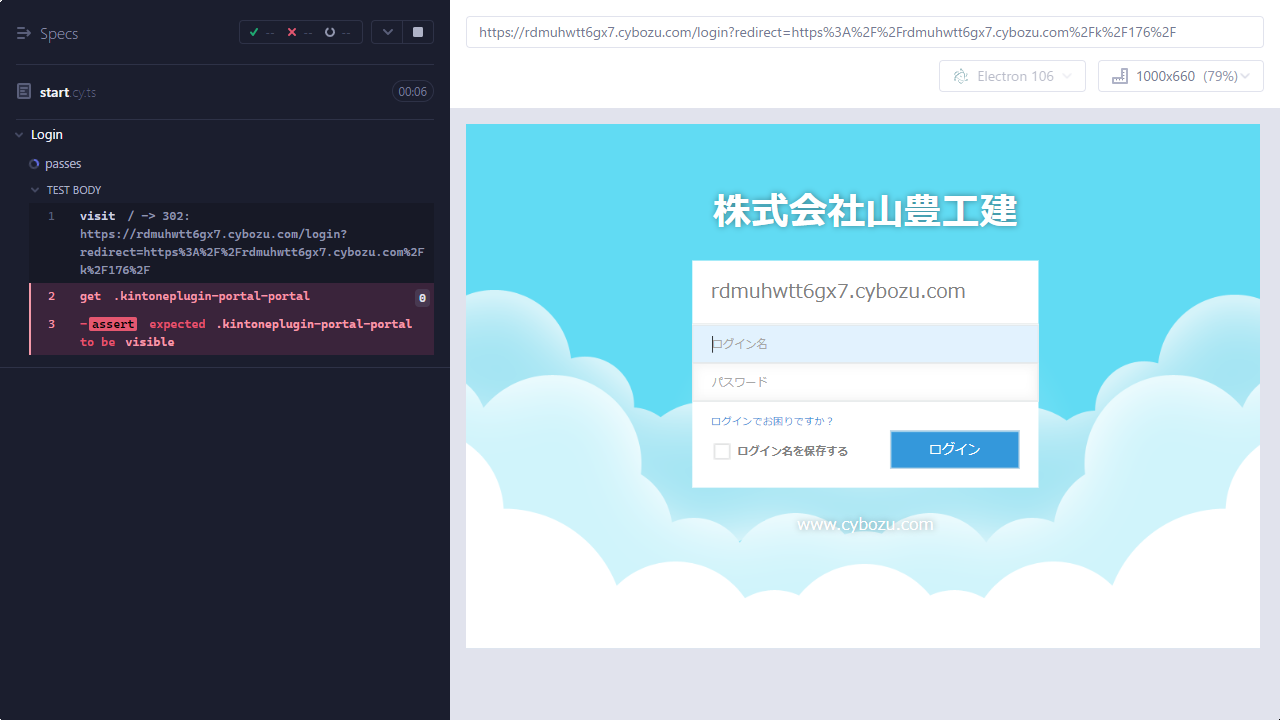 Specs
-- -- --
start.cy.ts 00:06
Login
passes
TEST BODY
1 visit / -> 302:
https://rdmuhwtt6gx7.cybozu.com/login?
redirect=https%3A%2F%2Frdmuhwtt6gx7.cybozu.com%2F
k%2F176%2F
2 get .kintoneplugin-portal-portal 0
3 -assert expected .kintoneplugin-portal-portal
to be visible
https://rdmuhwtt6gx7.cybozu.com/login?redirect=https%3A%2F%2Frdmuhwtt6gx7.cybozu.com%2Fk%2F176%2F
Electron 106
1000x660 (79%)
株式会社山豊工建
rdmuhwtt6gx7.cybozu.com
ログイン名
パスワード
ログインでお困りですか？
ログイン名を保存する
ログイン
www.cybozu.com